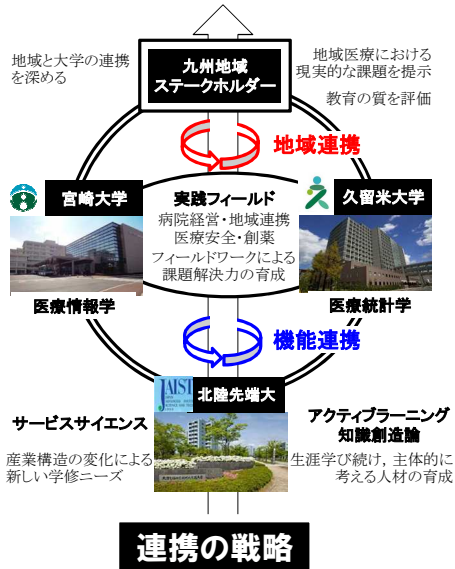 地域と大学の連携
を深める
九州地域
ステークホルダー
地域医療における
現実的な課題を提示
教育の質を評価
地域連携
宮崎大学
実践フィールド
病院経営・地域連携
医療安全・創薬
フィールドワークによる
課題解決力の育成
久留米大学
医療情報学
医療統計学
機能連携
JAIST
北陸先端大
サービスサイエンス
産業構造の変化による
新しい学修ニーズ
アクティブラーニング
知識創造論
生涯学び続け，主体的に
考える人材の育成
連携の戦略